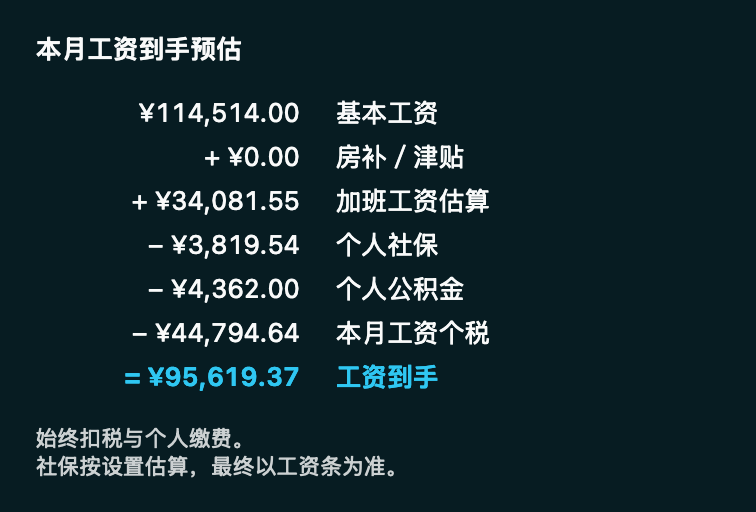 本月工资到手预估
¥114,514.00 基本工资
+ ¥0.00 房补 / 津贴
+ ¥34,081.55 加班工资估算
− ¥3,819.54 个人社保
− ¥4,362.00 个人公积金
− ¥44,794.64 本月工资个税
= ¥95,619.37 工资到手
始终扣税与个人缴费。
社保按设置估算，最终以工资条为准。